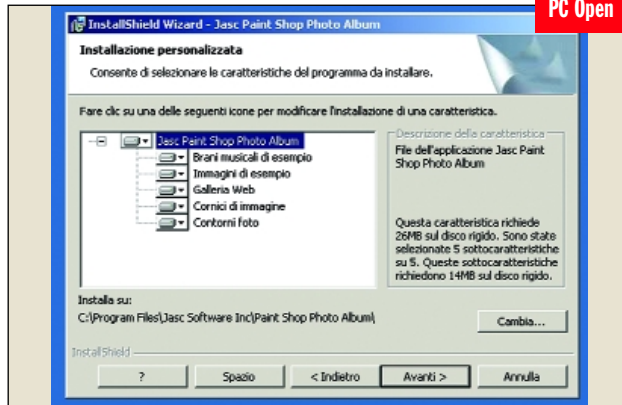 PC Open
InstallShield Wizard - Jasc Paint Shop Photo Album
Installazione personalizzata
Consente di selezionare le caratteristiche del programma da installare.
Fare clic su una delle seguenti icone per modificare l'installazione di una caratteristica.
Jasc Paint Shop Photo Album
Brani musicali di esempio
Immagini di esempio
Galleria Web
Cornici di immagine
Contorni foto
Descrizione della caratteristica
File dell'applicazione Jasc Paint
Shop Photo Album
Questa caratteristica richiede
26MB sul disco rigido. Sono state
selezionate 5 sottocaratteristiche
su 5. Queste sottocaratteristiche
richiedono 14MB sul disco rigido.
Installa su:
C:\Program Files\Jasc Software Inc\Paint Shop Photo Album\
Cambia...
InstallShield
?
Spazio
< Indietro
Avanti >
Annulla